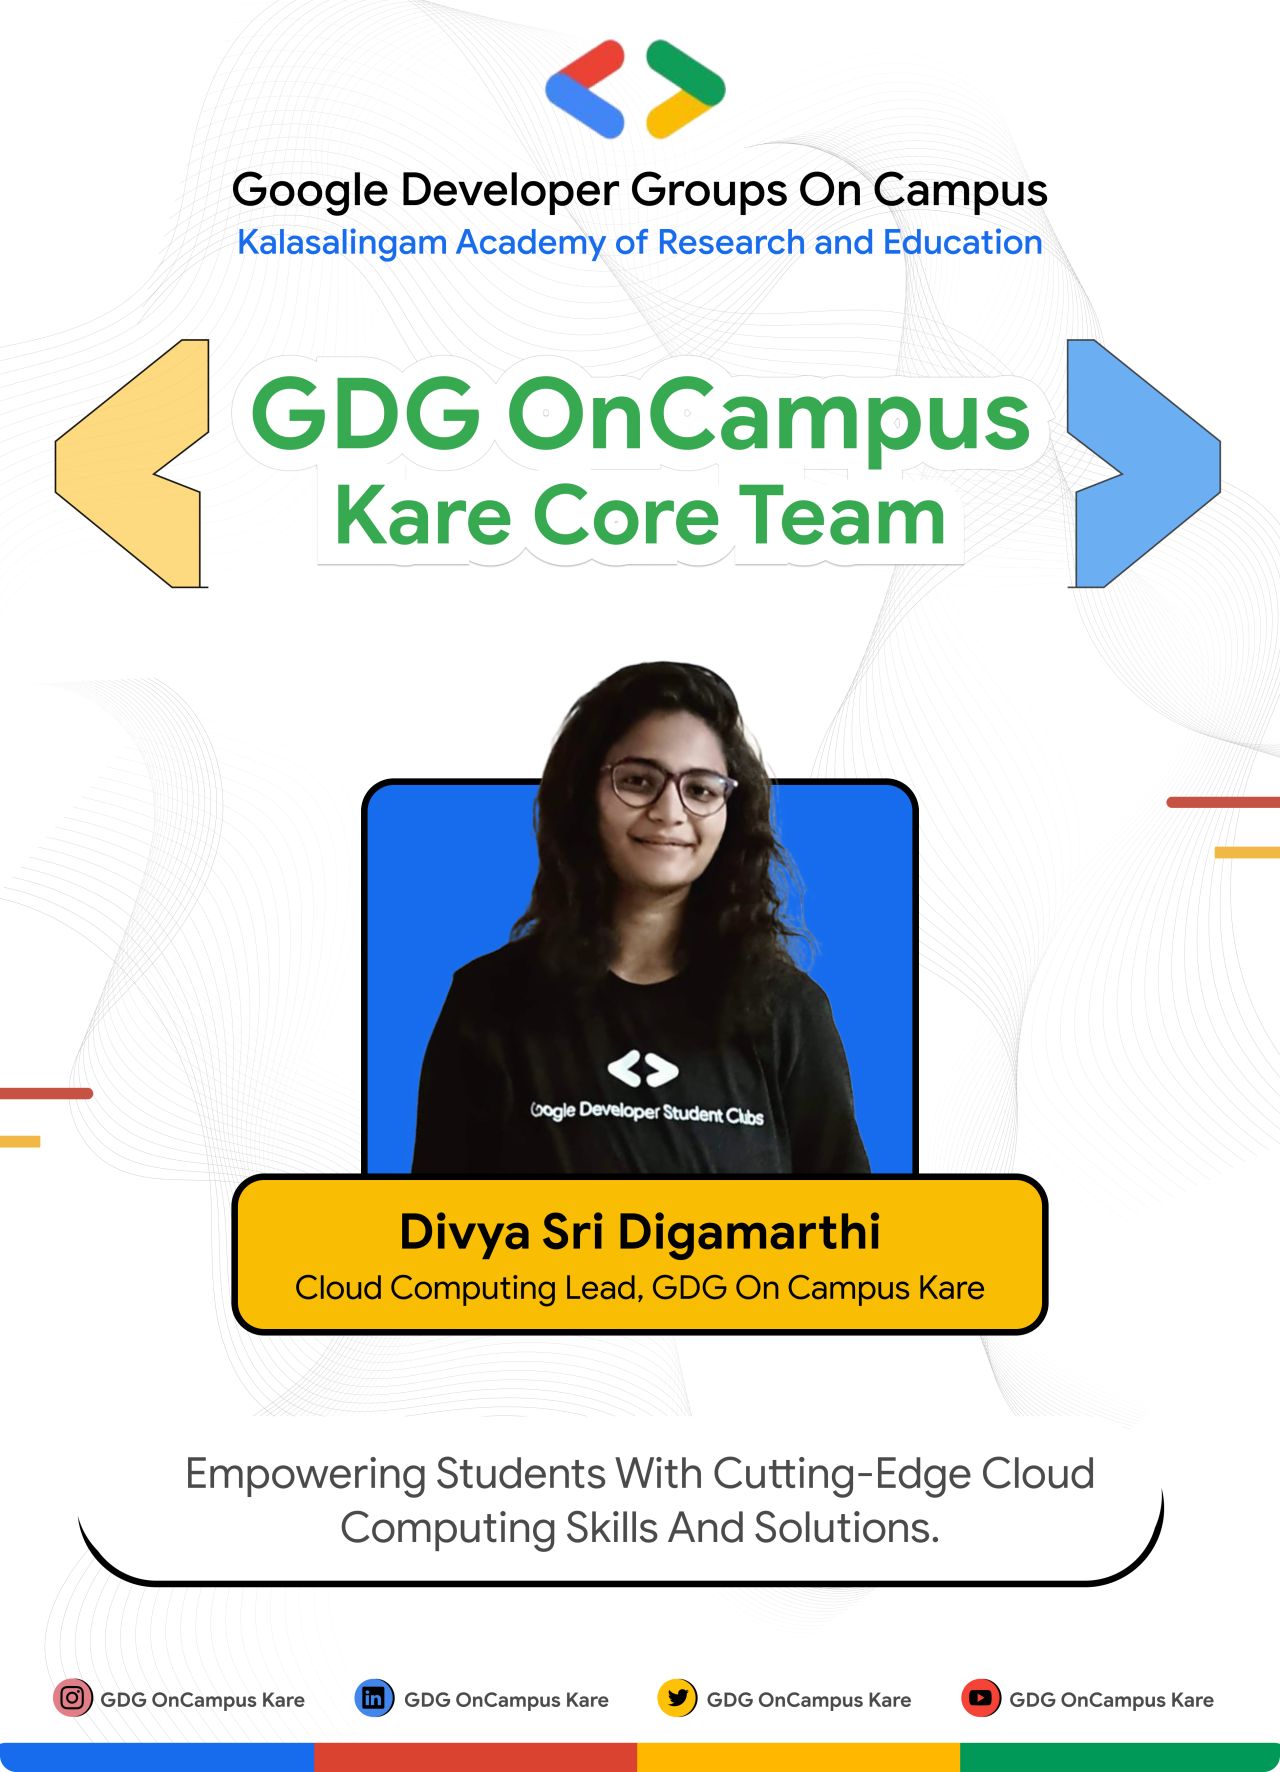 Google Developer Groups On Campus
Kalasalingam Academy of Research and Education
GDG OnCampus
Kare Core Team
Google Developer Student Clubs
Divya Sri Digamarthi
Cloud Computing Lead, GDG On Campus Kare
Empowering Students With Cutting-Edge Cloud
Computing Skills And Solutions.
GDG OnCampus Kare
GDG OnCampus Kare
GDG OnCampus Kare
GDG OnCampus Kare